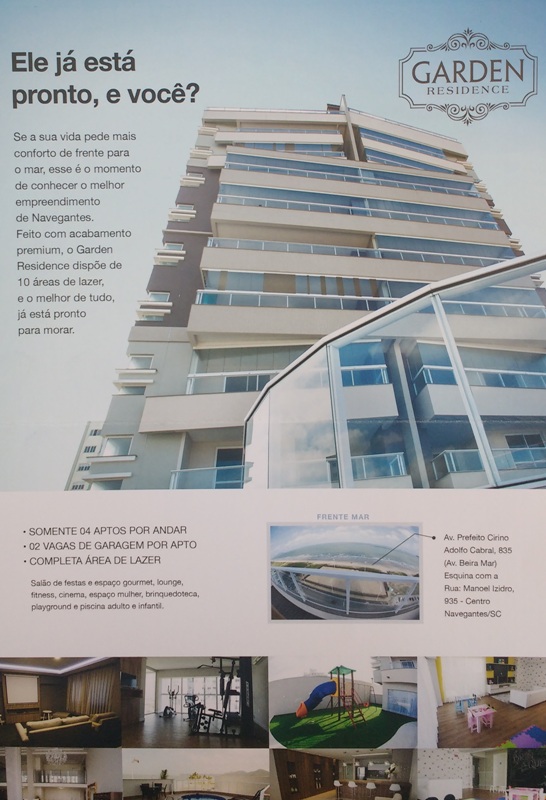 Ele já está
pronto, e você?
GARDEN
RESIDENCE
Se a sua vida pede mais
conforto de frente para
o mar, esse é o momento
de conhecer o melhor
empreendimento
de Navegantes.
Feito com acabamento
premium, o Garden
Residence dispõe de
10 áreas de lazer,
e o melhor de tudo,
já está pronto
para morar.
• SOMENTE 04 APTOS POR ANDAR
• 02 VAGAS DE GARAGEM POR APTO
• COMPLETA ÁREA DE LAZER
Salão de festas e espaço gourmet, lounge,
fitness, cinema, espaço mulher, brinquedoteca,
playground e piscina adulto e infantil.
FRENTE MAR
Av. Prefeito Cirino
Adolfo Cabral, 835
(Av. Beira Mar)
Esquina com a
Rua: Manoel Izidro,
935 - Centro
Navegantes/SC